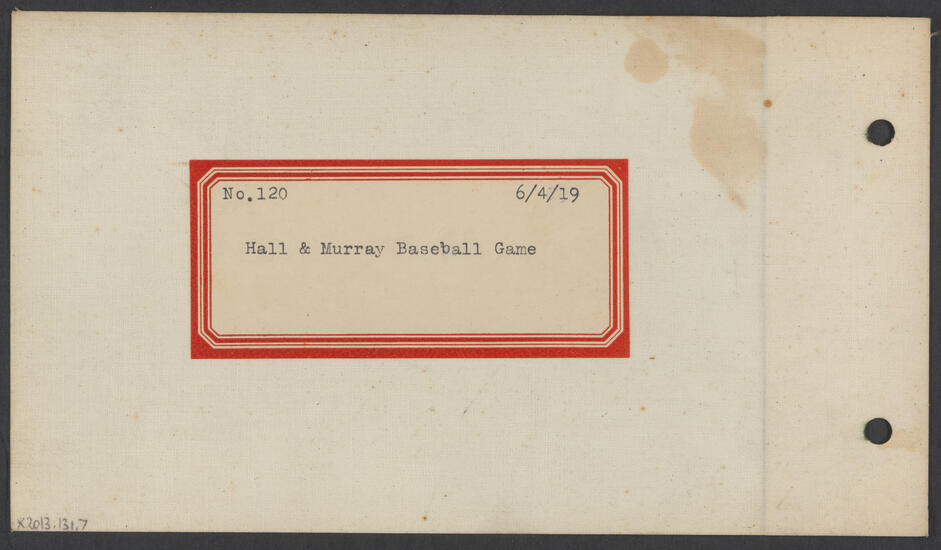 No.120 6/4/19
Hall & Murray Baseball Game
X2013.131.7